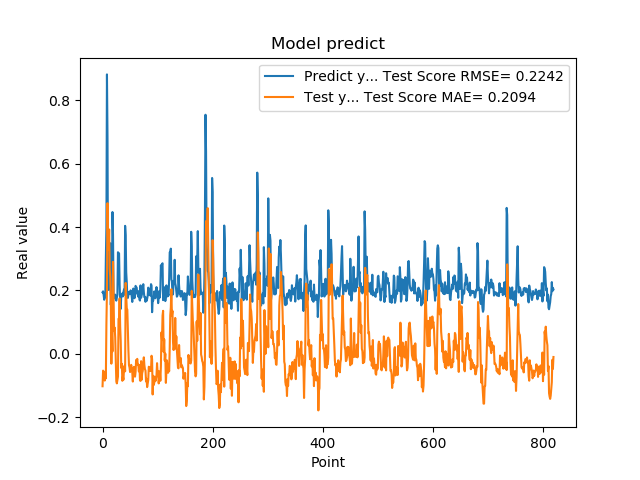 Model predict
Predict y... Test Score RMSE= 0.2242
Test y... Test Score MAE= 0.2094
0.8
0.6
0.4
0.2
0.0
−0.2
Real value
0 200 400 600 800
Point